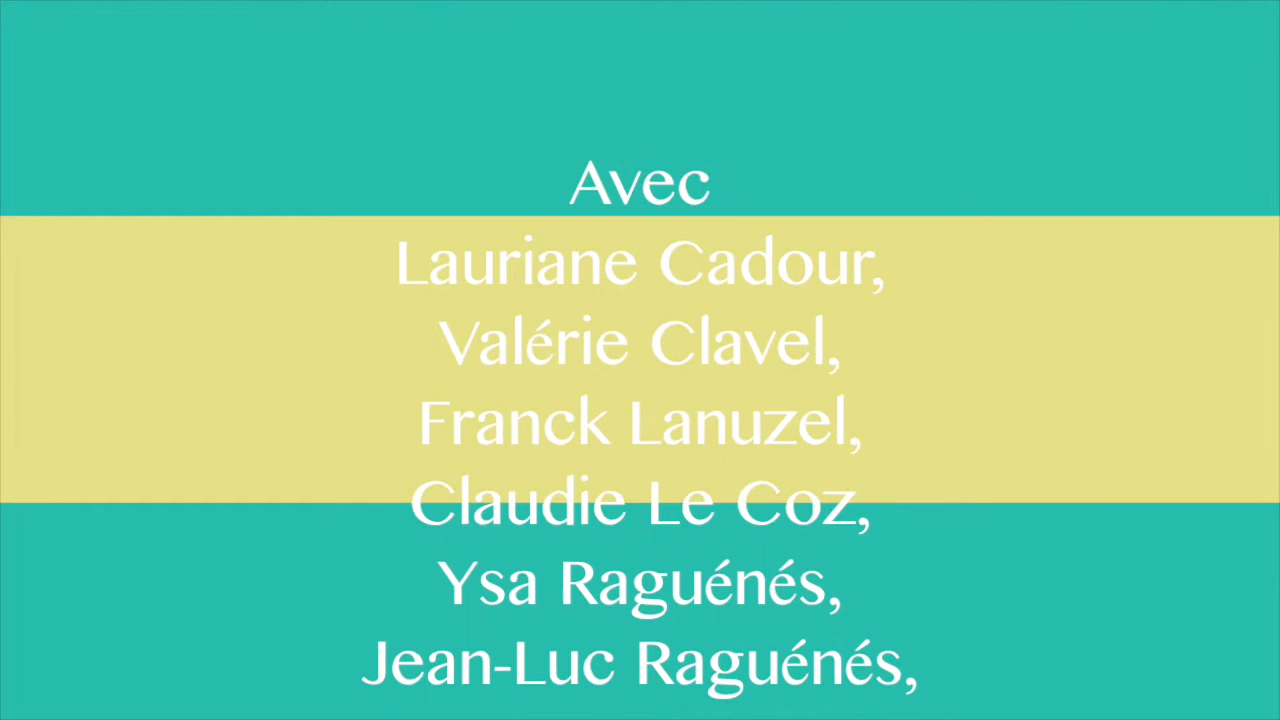 Avec
Lauriane Cadour,
Valérie Clavel,
Franck Lanuzel,
Claudie Le Coz,
Ysa Raguénés,
Jean-Luc Raguénés,